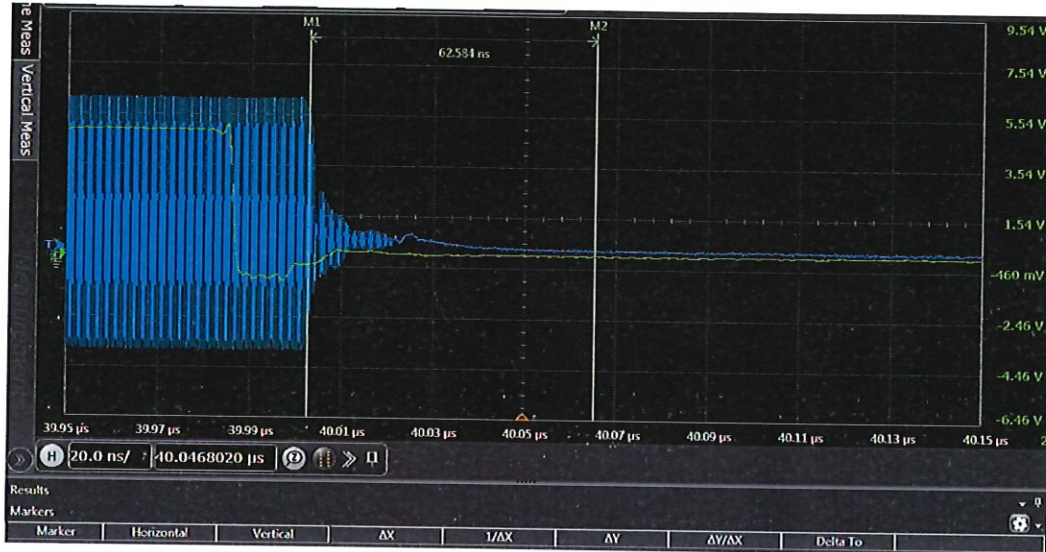 ne Meas
Vertical Meas
M1
M2
62.584 ns
9.54 V
7.54 V
5.54 V
3.54 V
1.54 V
-460 mV
-2.46 V
-4.46 V
-6.46 V
39.95 µs
39.97 µs
39.99 µs
40.01 µs
40.03 µs
40.05 µs
40.07 µs
40.09 µs
40.11 µs
40.13 µs
40.15 µs
H
20.0 ns/
40.0468020 µs
Results
Markers
Marker
Horizontal
Vertical
ΔX
1/ΔX
ΔY
ΔY/ΔX
Delta To